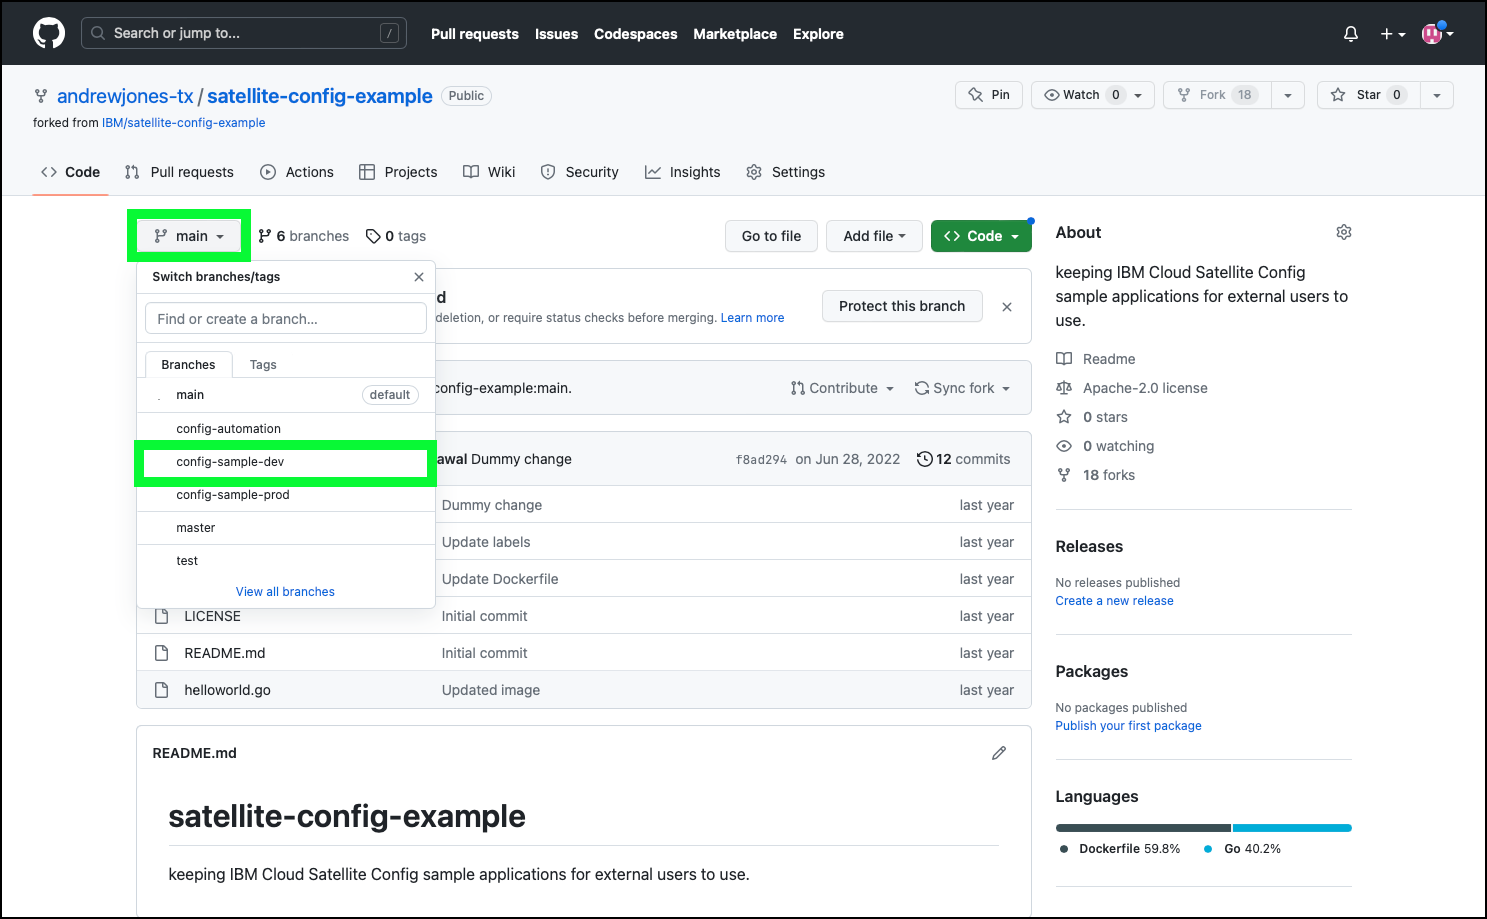 Search or jump to... / Pull requests Issues Codespaces Marketplace Explore
andrewjones-tx / satellite-config-example Public Pin Watch 0 Fork 18 Star 0
forked from IBM/satellite-config-example
Code Pull requests Actions Projects Wiki Security Insights Settings
main 6 branches 0 tags Go to file Add file Code
Switch branches/tags
Find or create a branch...
Branches Tags
main default
config-automation
config-sample-dev
config-sample-prod
master
test
View all branches
d
deletion, or require status checks before merging. Learn more Protect this branch
config-example:main. Contribute Sync fork
awal Dummy change f8ad294 on Jun 28, 2022 12 commits
Dummy change last year
Update labels last year
Update Dockerfile last year
LICENSE Initial commit last year
README.md Initial commit last year
helloworld.go Updated image last year
README.md
satellite-config-example
keeping IBM Cloud Satellite Config sample applications for external users to use.
About
keeping IBM Cloud Satellite Config
sample applications for external users to
use.
Readme
Apache-2.0 license
0 stars
0 watching
18 forks
Releases
No releases published
Create a new release
Packages
No packages published
Publish your first package
Languages
Dockerfile 59.8% Go 40.2%